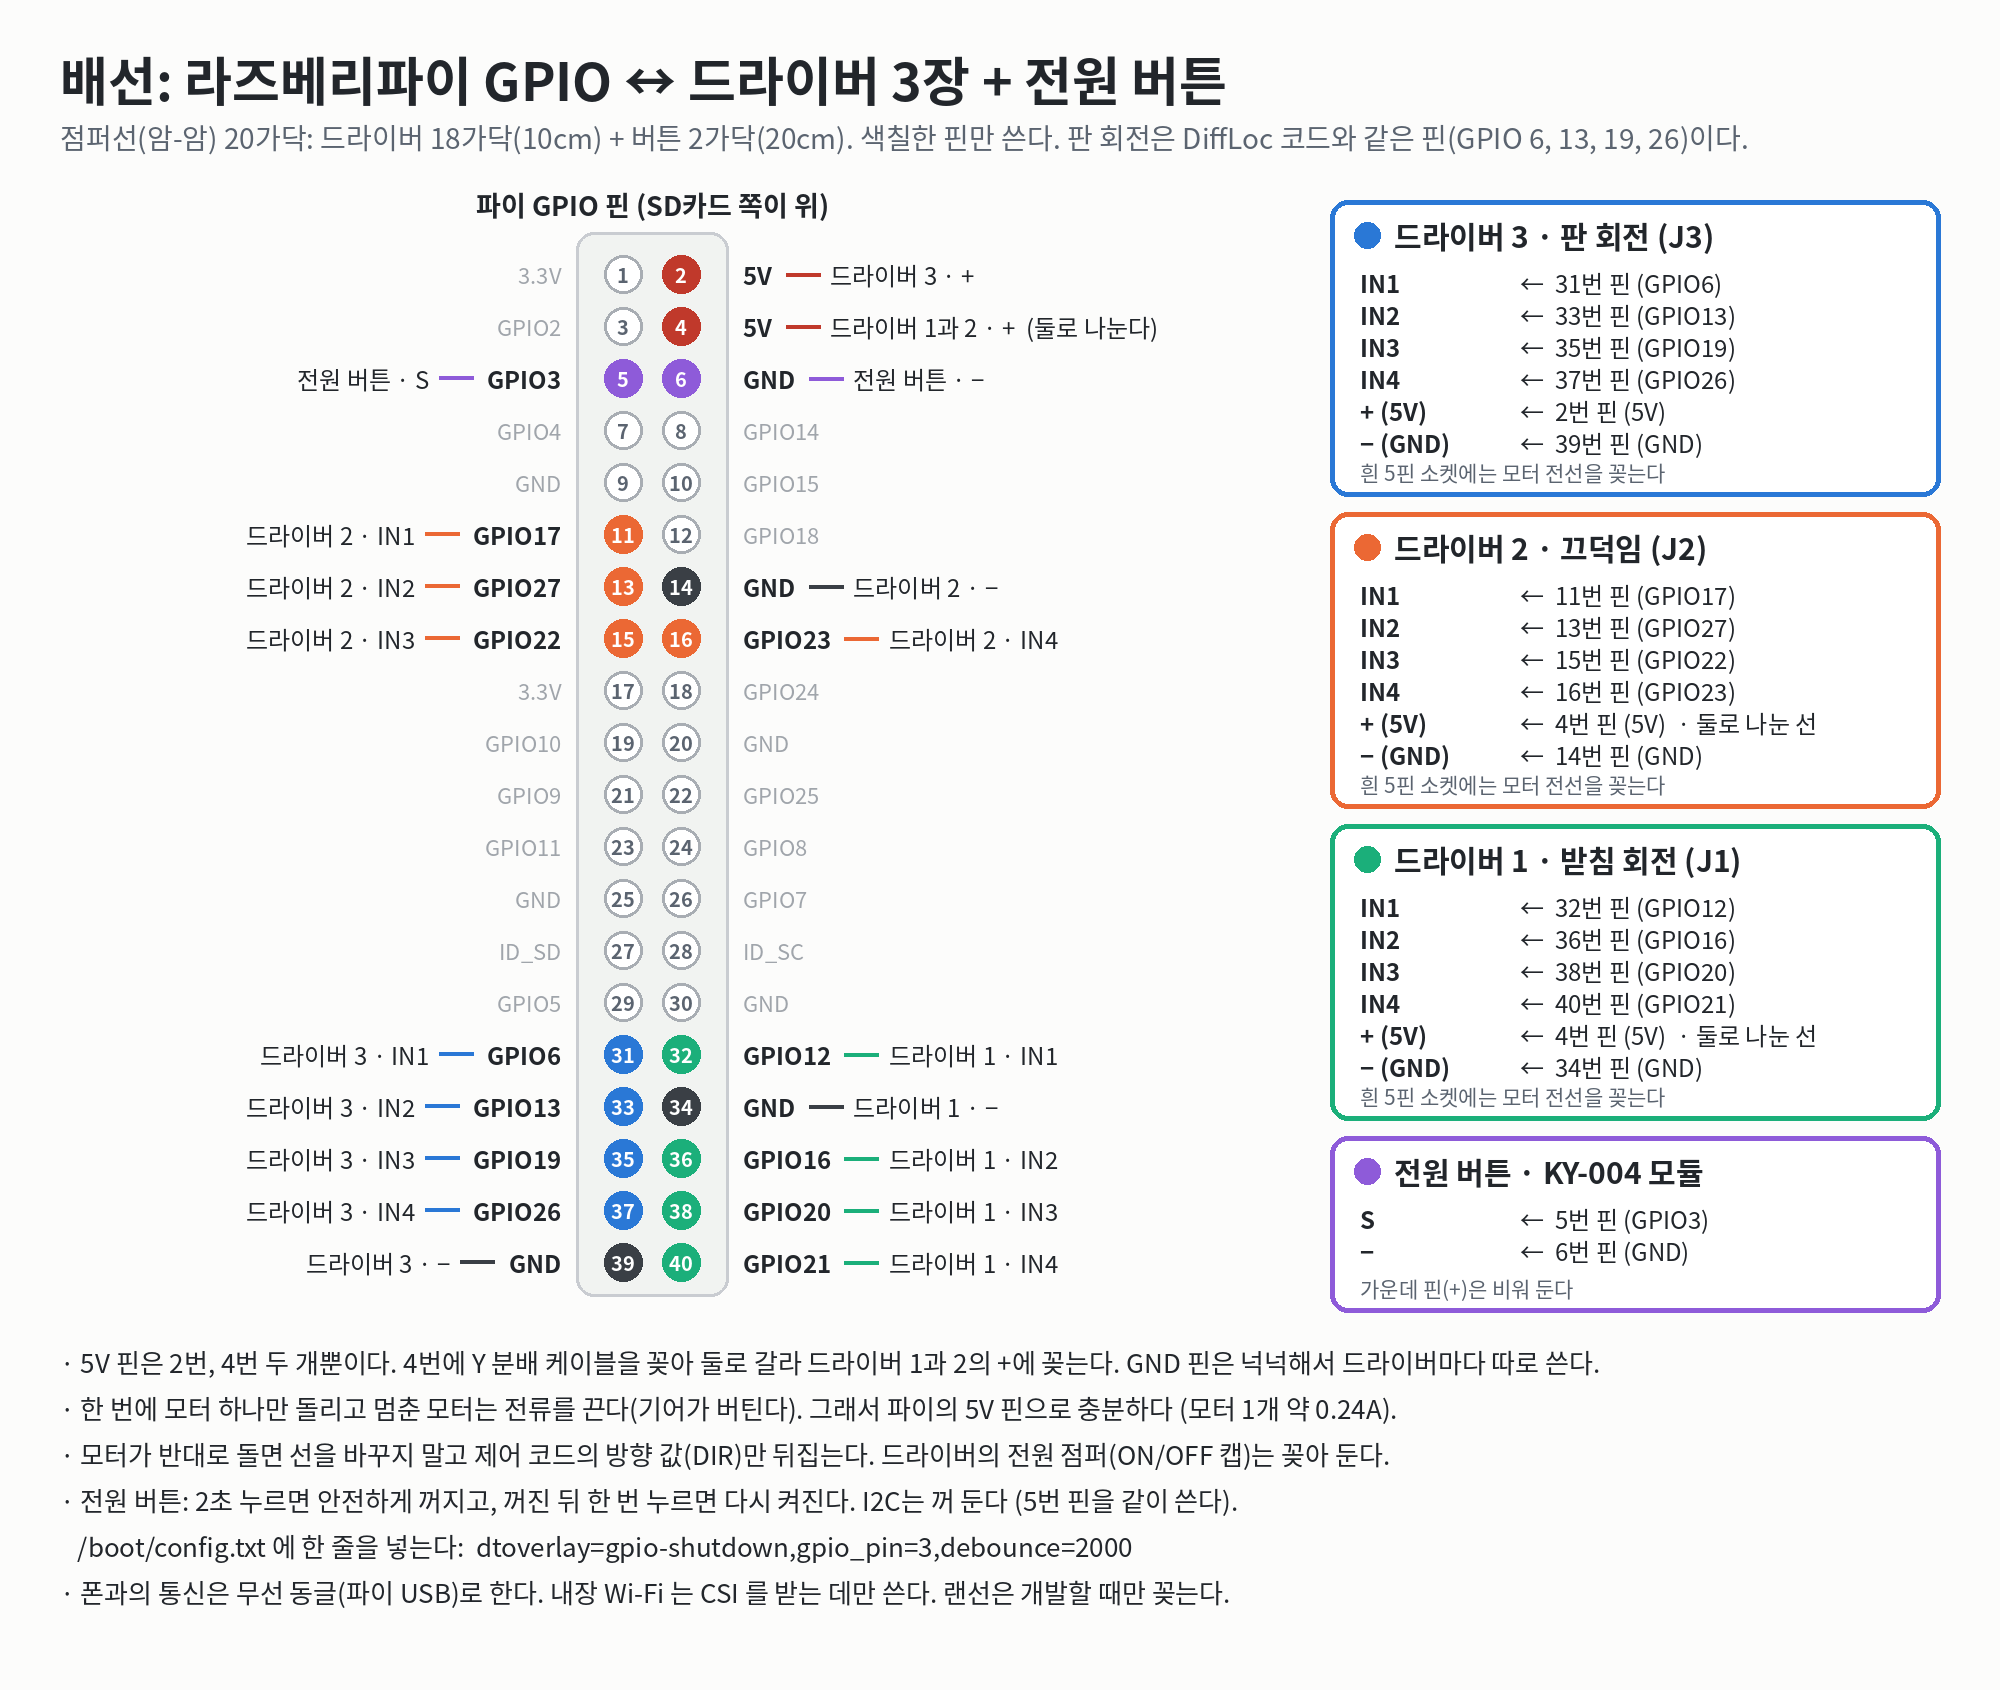 배선: 라즈베리파이 GPIO ↔ 드라이버 3장 + 전원 버튼
점퍼선(암-암) 20가닥: 드라이버 18가닥(10cm) + 버튼 2가닥(20cm). 색칠한 핀만 쓴다. 판 회전은 DiffLoc 코드와 같은 핀(GPIO 6, 13, 19, 26)이다.
파이 GPIO 핀 (SD카드 쪽이 위)
3.3V 1 2 5V 드라이버 3 · +
GPIO2 3 4 5V 드라이버 1과 2 · + (둘로 나눈다)
전원 버튼 · S GPIO3 5 6 GND 전원 버튼 · −
GPIO4 7 8 GPIO14
GND 9 10 GPIO15
드라이버 2 · IN1 GPIO17 11 12 GPIO18
드라이버 2 · IN2 GPIO27 13 14 GND 드라이버 2 · −
드라이버 2 · IN3 GPIO22 15 16 GPIO23 드라이버 2 · IN4
3.3V 17 18 GPIO24
GPIO10 19 20 GND
GPIO9 21 22 GPIO25
GPIO11 23 24 GPIO8
GND 25 26 GPIO7
ID_SD 27 28 ID_SC
GPIO5 29 30 GND
드라이버 3 · IN1 GPIO6 31 32 GPIO12 드라이버 1 · IN1
드라이버 3 · IN2 GPIO13 33 34 GND 드라이버 1 · −
드라이버 3 · IN3 GPIO19 35 36 GPIO16 드라이버 1 · IN2
드라이버 3 · IN4 GPIO26 37 38 GPIO20 드라이버 1 · IN3
드라이버 3 · − GND 39 40 GPIO21 드라이버 1 · IN4
드라이버 3 · 판 회전 (J3)
IN1 ← 31번 핀 (GPIO6)
IN2 ← 33번 핀 (GPIO13)
IN3 ← 35번 핀 (GPIO19)
IN4 ← 37번 핀 (GPIO26)
+ (5V) ← 2번 핀 (5V)
− (GND) ← 39번 핀 (GND)
흰 5핀 소켓에는 모터 전선을 꽂는다
드라이버 2 · 끄덕임 (J2)
IN1 ← 11번 핀 (GPIO17)
IN2 ← 13번 핀 (GPIO27)
IN3 ← 15번 핀 (GPIO22)
IN4 ← 16번 핀 (GPIO23)
+ (5V) ← 4번 핀 (5V) · 둘로 나눈 선
− (GND) ← 14번 핀 (GND)
흰 5핀 소켓에는 모터 전선을 꽂는다
드라이버 1 · 받침 회전 (J1)
IN1 ← 32번 핀 (GPIO12)
IN2 ← 36번 핀 (GPIO16)
IN3 ← 38번 핀 (GPIO20)
IN4 ← 40번 핀 (GPIO21)
+ (5V) ← 4번 핀 (5V) · 둘로 나눈 선
− (GND) ← 34번 핀 (GND)
흰 5핀 소켓에는 모터 전선을 꽂는다
전원 버튼 · KY-004 모듈
S ← 5번 핀 (GPIO3)
− ← 6번 핀 (GND)
가운데 핀(+)은 비워 둔다
· 5V 핀은 2번, 4번 두 개뿐이다. 4번에 Y 분배 케이블을 꽂아 둘로 갈라 드라이버 1과 2의 +에 꽂는다. GND 핀은 넉넉해서 드라이버마다 따로 쓴다.
· 한 번에 모터 하나만 돌리고 멈춘 모터는 전류를 끈다(기어가 버틴다). 그래서 파이의 5V 핀으로 충분하다 (모터 1개 약 0.24A).
· 모터가 반대로 돌면 선을 바꾸지 말고 제어 코드의 방향 값(DIR)만 뒤집는다. 드라이버의 전원 점퍼(ON/OFF 캡)는 꽂아 둔다.
· 전원 버튼: 2초 누르면 안전하게 꺼지고, 꺼진 뒤 한 번 누르면 다시 켜진다. I2C는 꺼 둔다 (5번 핀을 같이 쓴다).
/boot/config.txt 에 한 줄을 넣는다: dtoverlay=gpio-shutdown,gpio_pin=3,debounce=2000
· 폰과의 통신은 무선 동글(파이 USB)로 한다. 내장 Wi-Fi 는 CSI 를 받는 데만 쓴다. 랜선은 개발할 때만 꽂는다.